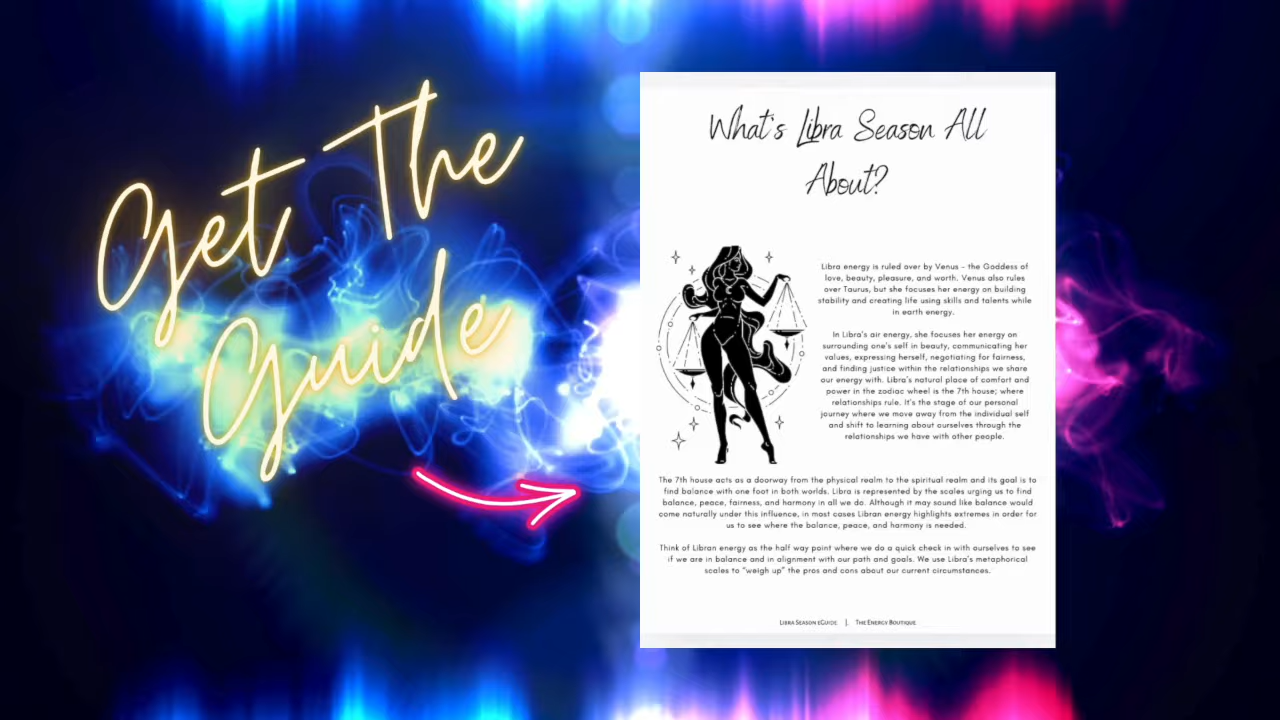 Get The
Guide
What's Libra Season All
About?
Libra energy is ruled over by Venus - the Goddess of
love, beauty, pleasure, and worth. Venus also rules
over Taurus, but she focuses her energy on building
stability and creating life using skills and talents while
in earth energy.
In Libra's air energy, she focuses her energy on
surrounding one's self in beauty, communicating her
values, expressing herself, negotiating for fairness,
and finding justice within the relationships we share
our energy with. Libra's natural place of comfort and
power in the zodiac wheel is the 7th house; where
relationships rule. It's the stage of our personal
journey where we move away from the individual self
and shift to learning about ourselves through the
relationships we have with other people.
The 7th house acts as a doorway from the physical realm to the spiritual realm and its goal is to
find balance with one foot in both worlds. Libra is represented by the scales urging us to find
balance, peace, fairness, and harmony in all we do. Although it may sound like balance would
come naturally under this influence, in most cases Libran energy highlights extremes in order for
us to see where the balance, peace, and harmony is needed.
Think of Libran energy as the half way point where we do a quick check in with ourselves to see
if we are in balance and in alignment with our path and goals. We use Libra's metaphorical
scales to "weigh up" the pros and cons about our current circumstances.
Libra Season eGuide | The Energy Boutique